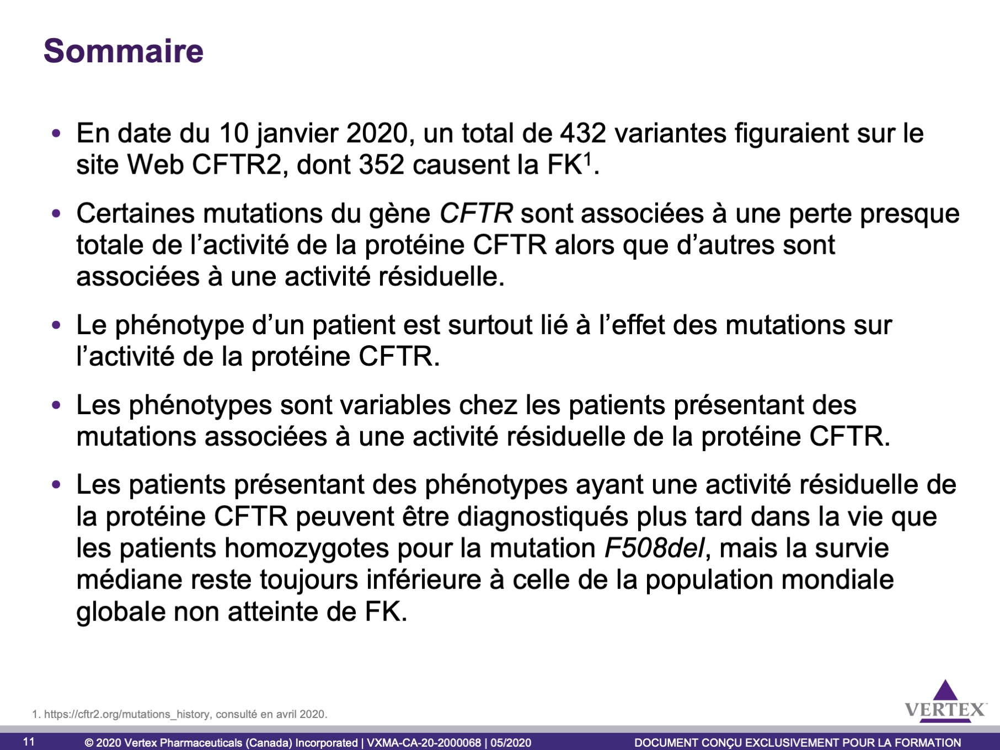 Sommaire
• En date du 10 janvier 2020, un total de 432 variantes figuraient sur le
site Web CFTR2, dont 352 causent la FK¹.
• Certaines mutations du gène CFTR sont associées à une perte presque
totale de l’activité de la protéine CFTR alors que d’autres sont
associées à une activité résiduelle.
• Le phénotype d’un patient est surtout lié à l’effet des mutations sur
l’activité de la protéine CFTR.
• Les phénotypes sont variables chez les patients présentant des
mutations associées à une activité résiduelle de la protéine CFTR.
• Les patients présentant des phénotypes ayant une activité résiduelle de
la protéine CFTR peuvent être diagnostiqués plus tard dans la vie que
les patients homozygotes pour la mutation F508del, mais la survie
médiane reste toujours inférieure à celle de la population mondiale
globale non atteinte de FK.
1. https://cftr2.org/mutations_history, consulté en avril 2020.
VERTEX™
11
© 2020 Vertex Pharmaceuticals (Canada) Incorporated | VXMA-CA-20-2000068 | 05/2020
DOCUMENT CONÇU EXCLUSIVEMENT POUR LA FORMATION